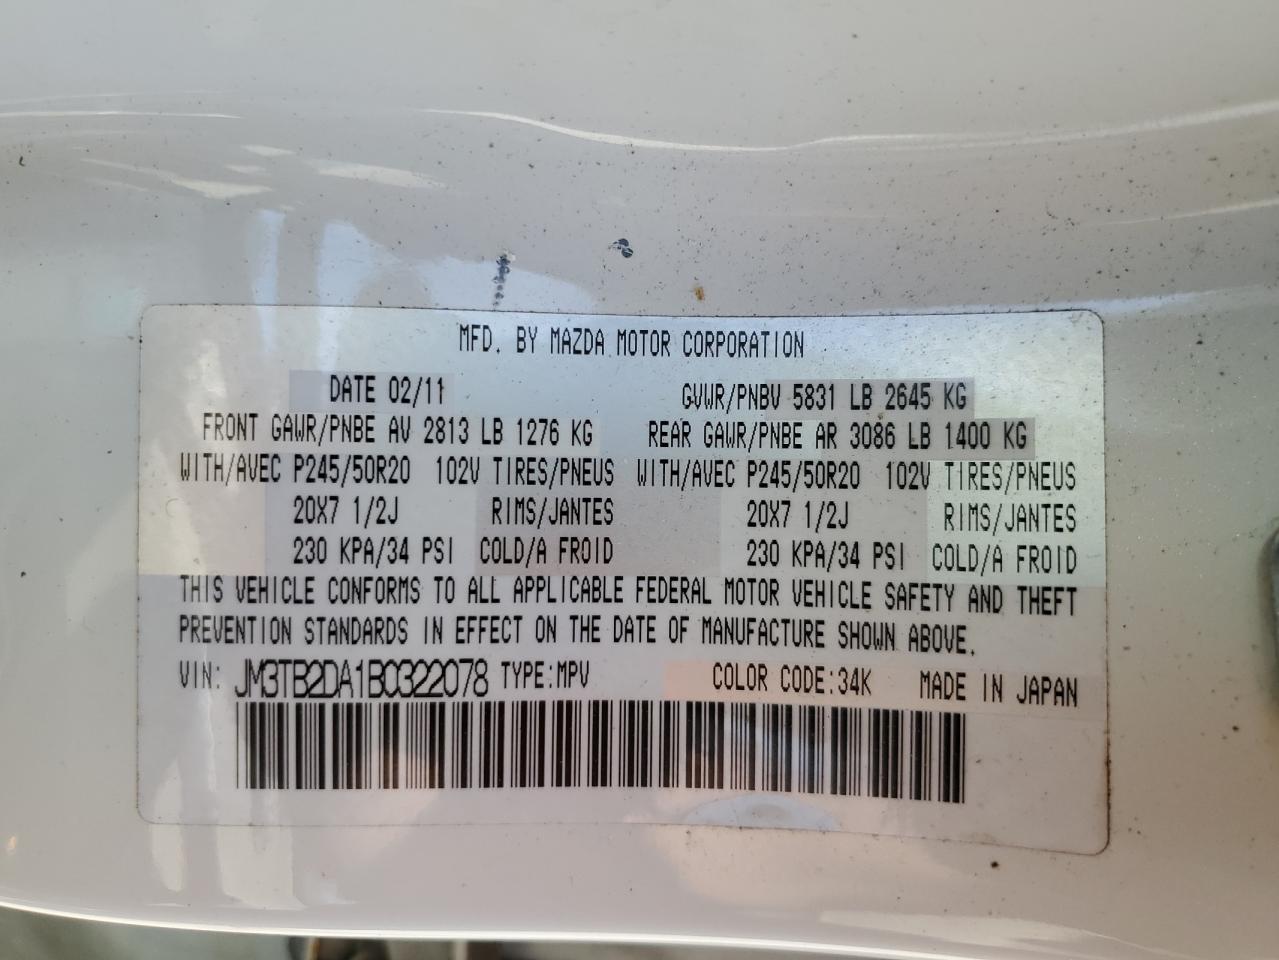 MFD. BY MAZDA MOTOR CORPORATION
DATE 02/11 GVWR/PNBV 5831 LB 2645 KG
FRONT GAWR/PNBE AV 2813 LB 1276 KG REAR GAWR/PNBE AR 3086 LB 1400 KG
WITH/AVEC P245/50R20 102V TIRES/PNEUS WITH/AVEC P245/50R20 102V TIRES/PNEUS
20X7 1/2J RIMS/JANTES 20X7 1/2J RIMS/JANTES
230 KPA/34 PSI COLD/A FROID 230 KPA/34 PSI COLD/A FROID
THIS VEHICLE CONFORMS TO ALL APPLICABLE FEDERAL MOTOR VEHICLE SAFETY AND THEFT
PREVENTION STANDARDS IN EFFECT ON THE DATE OF MANUFACTURE SHOWN ABOVE.
VIN: JM3TB2DA1B0322078 TYPE:MPV COLOR CODE:34K MADE IN JAPAN